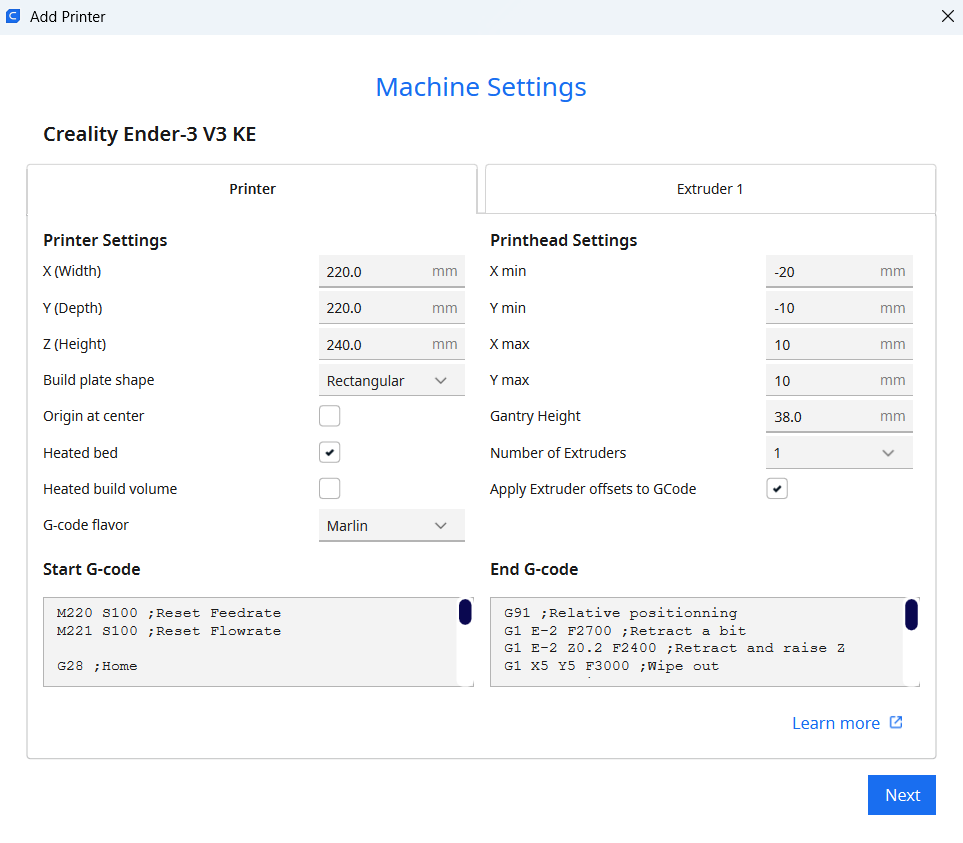 Add Printer
Machine Settings
Creality Ender-3 V3 KE
Printer
Extruder 1
Printer Settings
X (Width)
220.0 mm
Y (Depth)
220.0 mm
Z (Height)
240.0 mm
Build plate shape
Rectangular
Origin at center
Heated bed
Heated build volume
G-code flavor
Marlin
Printhead Settings
X min
-20 mm
Y min
-10 mm
X max
10 mm
Y max
10 mm
Gantry Height
38.0 mm
Number of Extruders
1
Apply Extruder offsets to GCode
Start G-code
M220 S100 ;Reset Feedrate
M221 S100 ;Reset Flowrate
G28 ;Home
End G-code
G91 ;Relative positionning
G1 E-2 F2700 ;Retract a bit
G1 E-2 Z0.2 F2400 ;Retract and raise Z
G1 X5 Y5 F3000 ;Wipe out
Learn more
Next